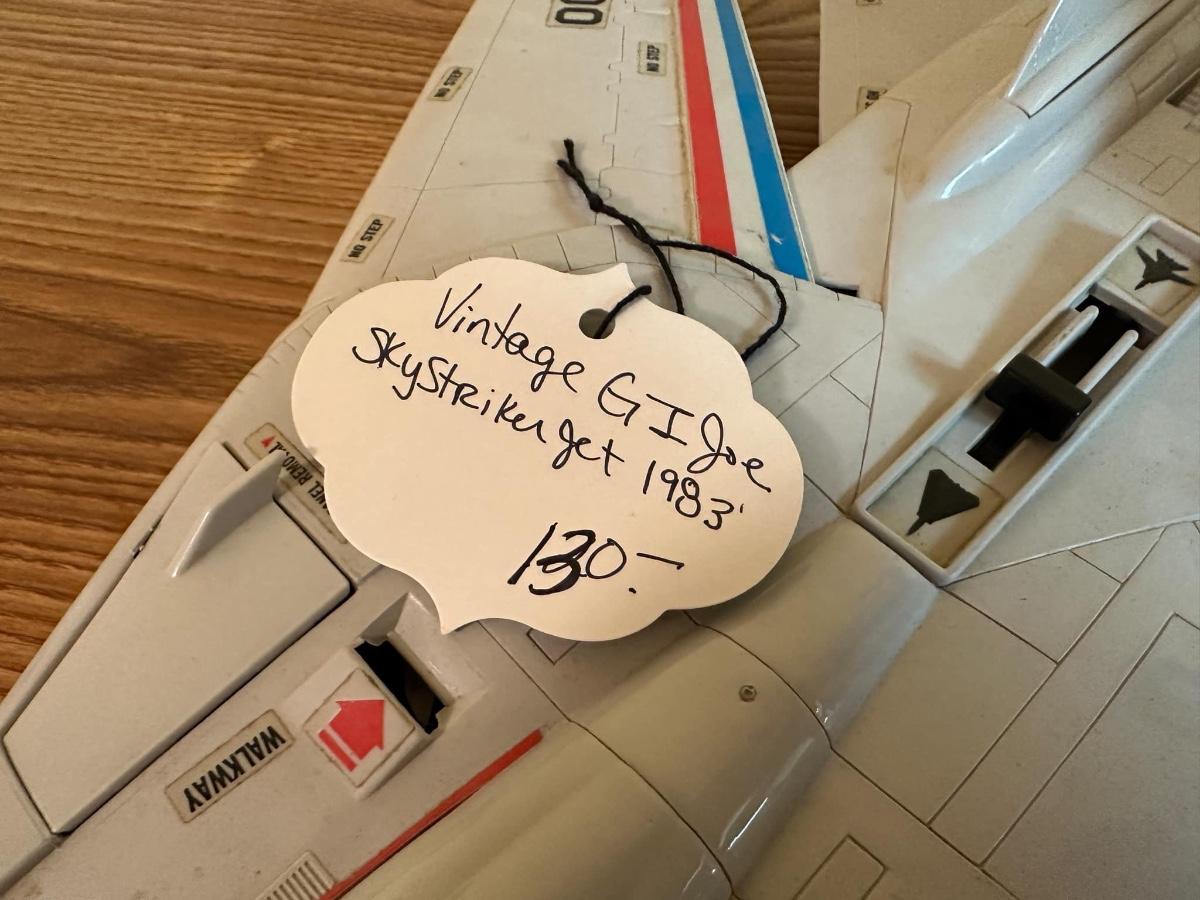 NO STEP
NO STEP
NO STEP
Vintage GI Joe
SkyStriker Jet 1983'
130.-
WALKWAY